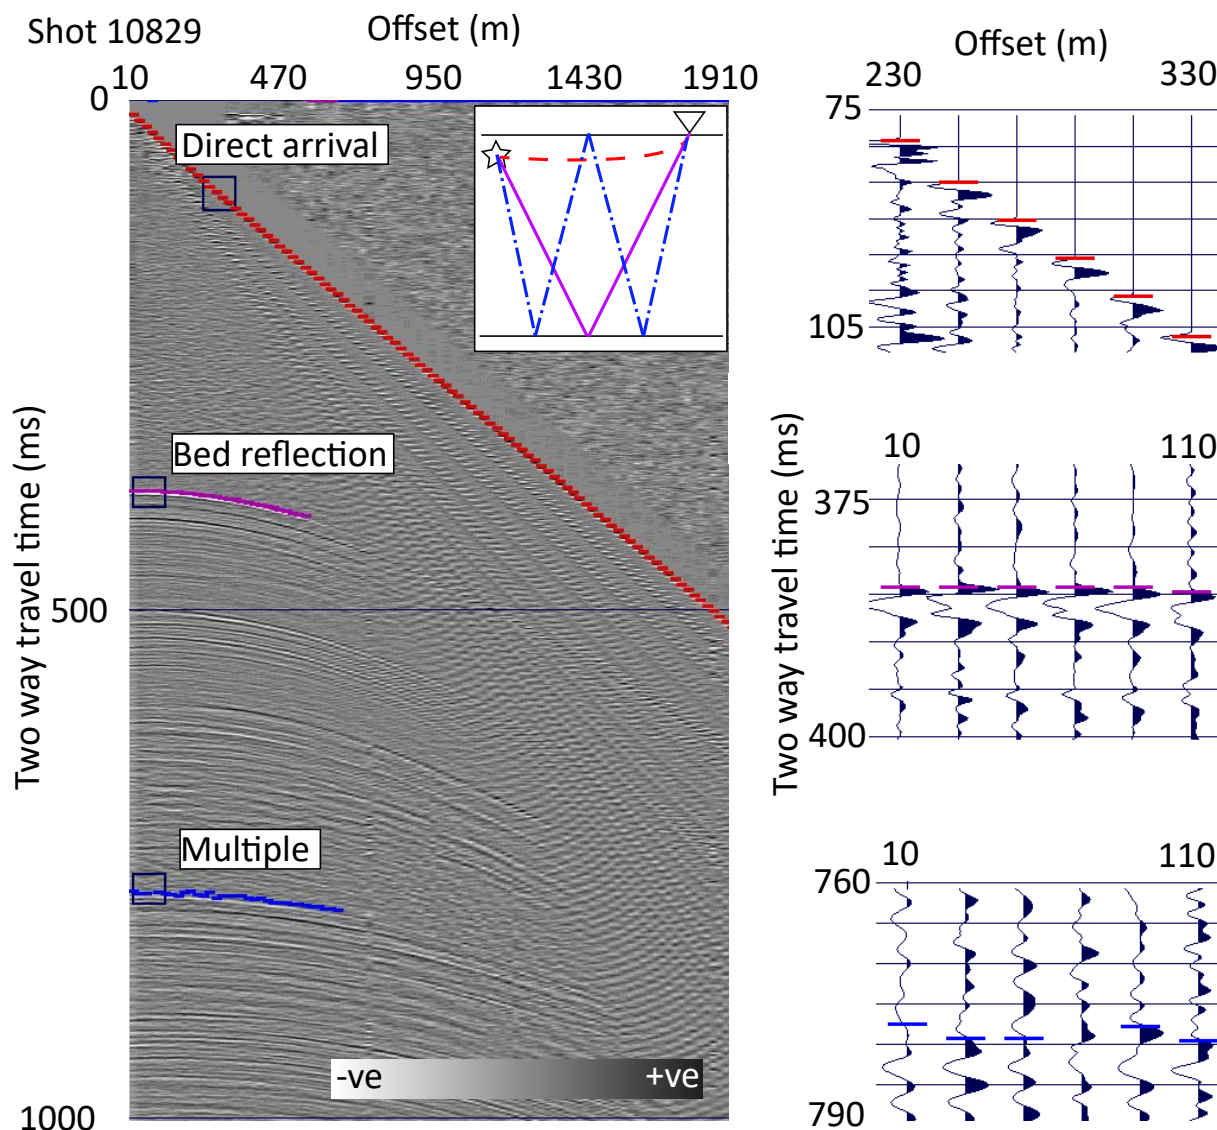 Shot 10829
Offset (m)
10 470 950 1430 1910
0
Direct arrival
Bed reflection
500
Two way travel time (ms)
Multiple
-ve +ve
1000
Offset (m)
230 330
75
105
Two way travel time (ms)
10 110
375
400
10 110
760
790